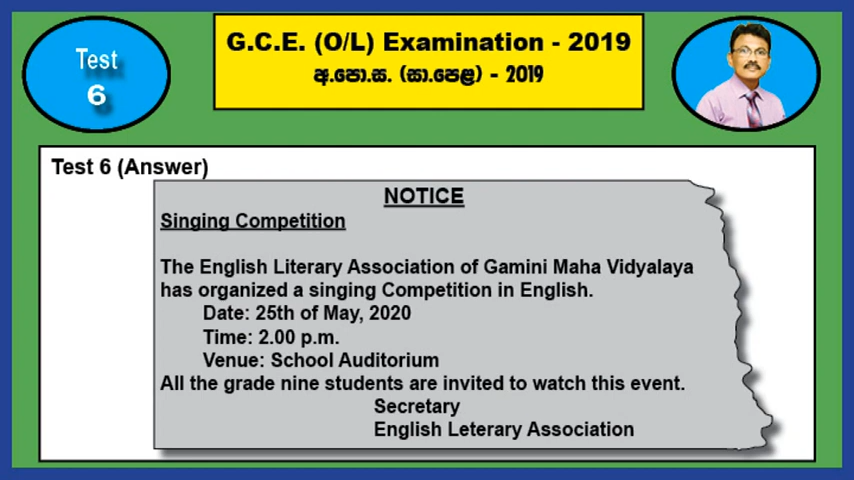 Test
6
G.C.E. (O/L) Examination - 2019
අ.පො.ස. (සා.පෙළ) - 2019
Test 6 (Answer)
NOTICE
Singing Competition
The English Literary Association of Gamini Maha Vidyalaya
has organized a singing Competition in English.
Date: 25th of May, 2020
Time: 2.00 p.m.
Venue: School Auditorium
All the grade nine students are invited to watch this event.
Secretary
English Leterary Association